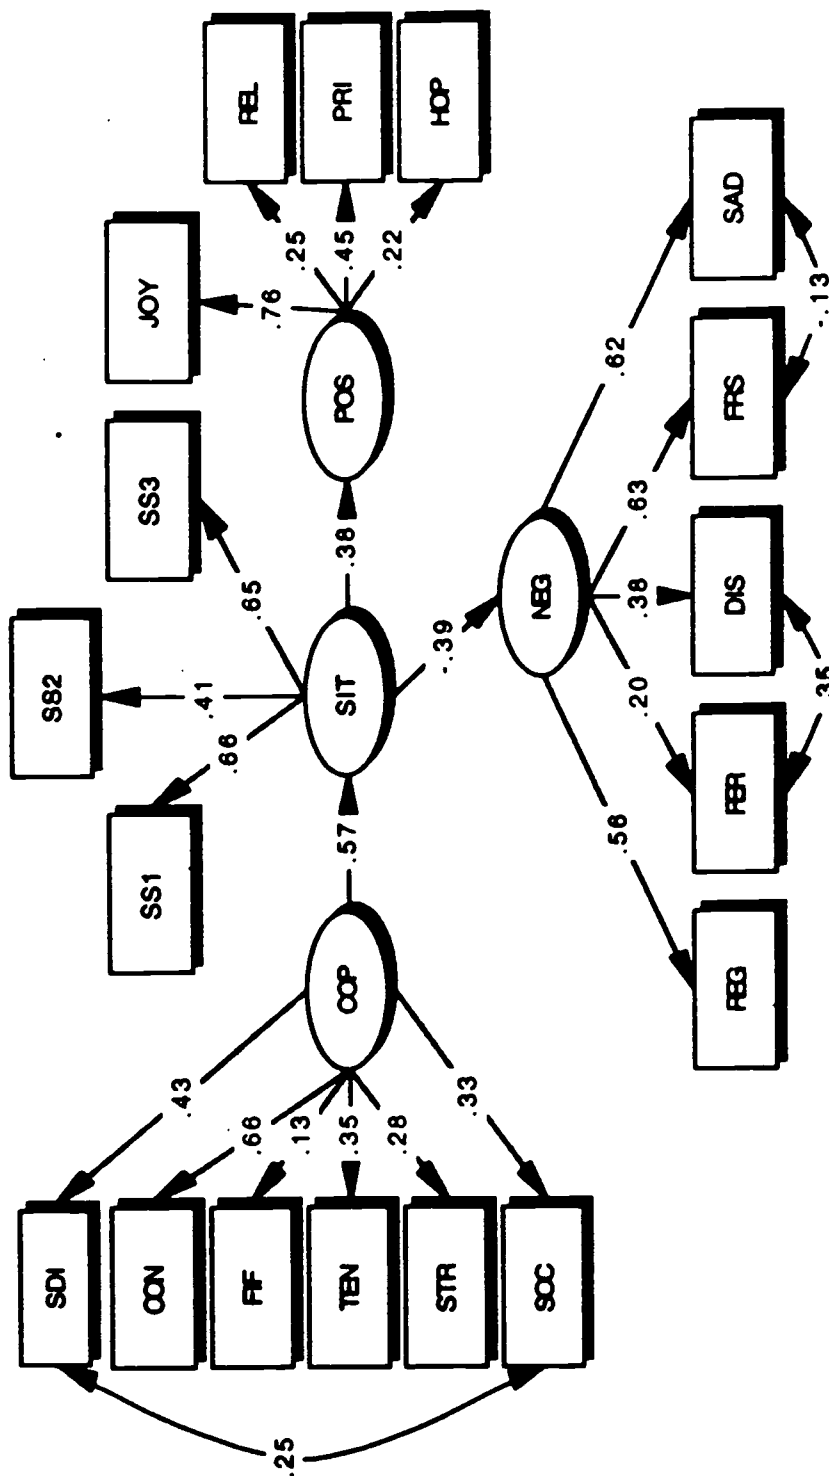 SDI
CON
FIF
TEN
STR
SOC
.25
.43
.66
.13
.35
.28
.33
COP
.57
SS1
SS2
SS3
.66
.41
.65
SIT
.38
-.39
JOY
.76
POS
REL
PRI
HOP
.25
.45
.22
NEG
.56
.20
.38
.63
.62
REG
FER
DIS
FRS
SAD
.35
-.13